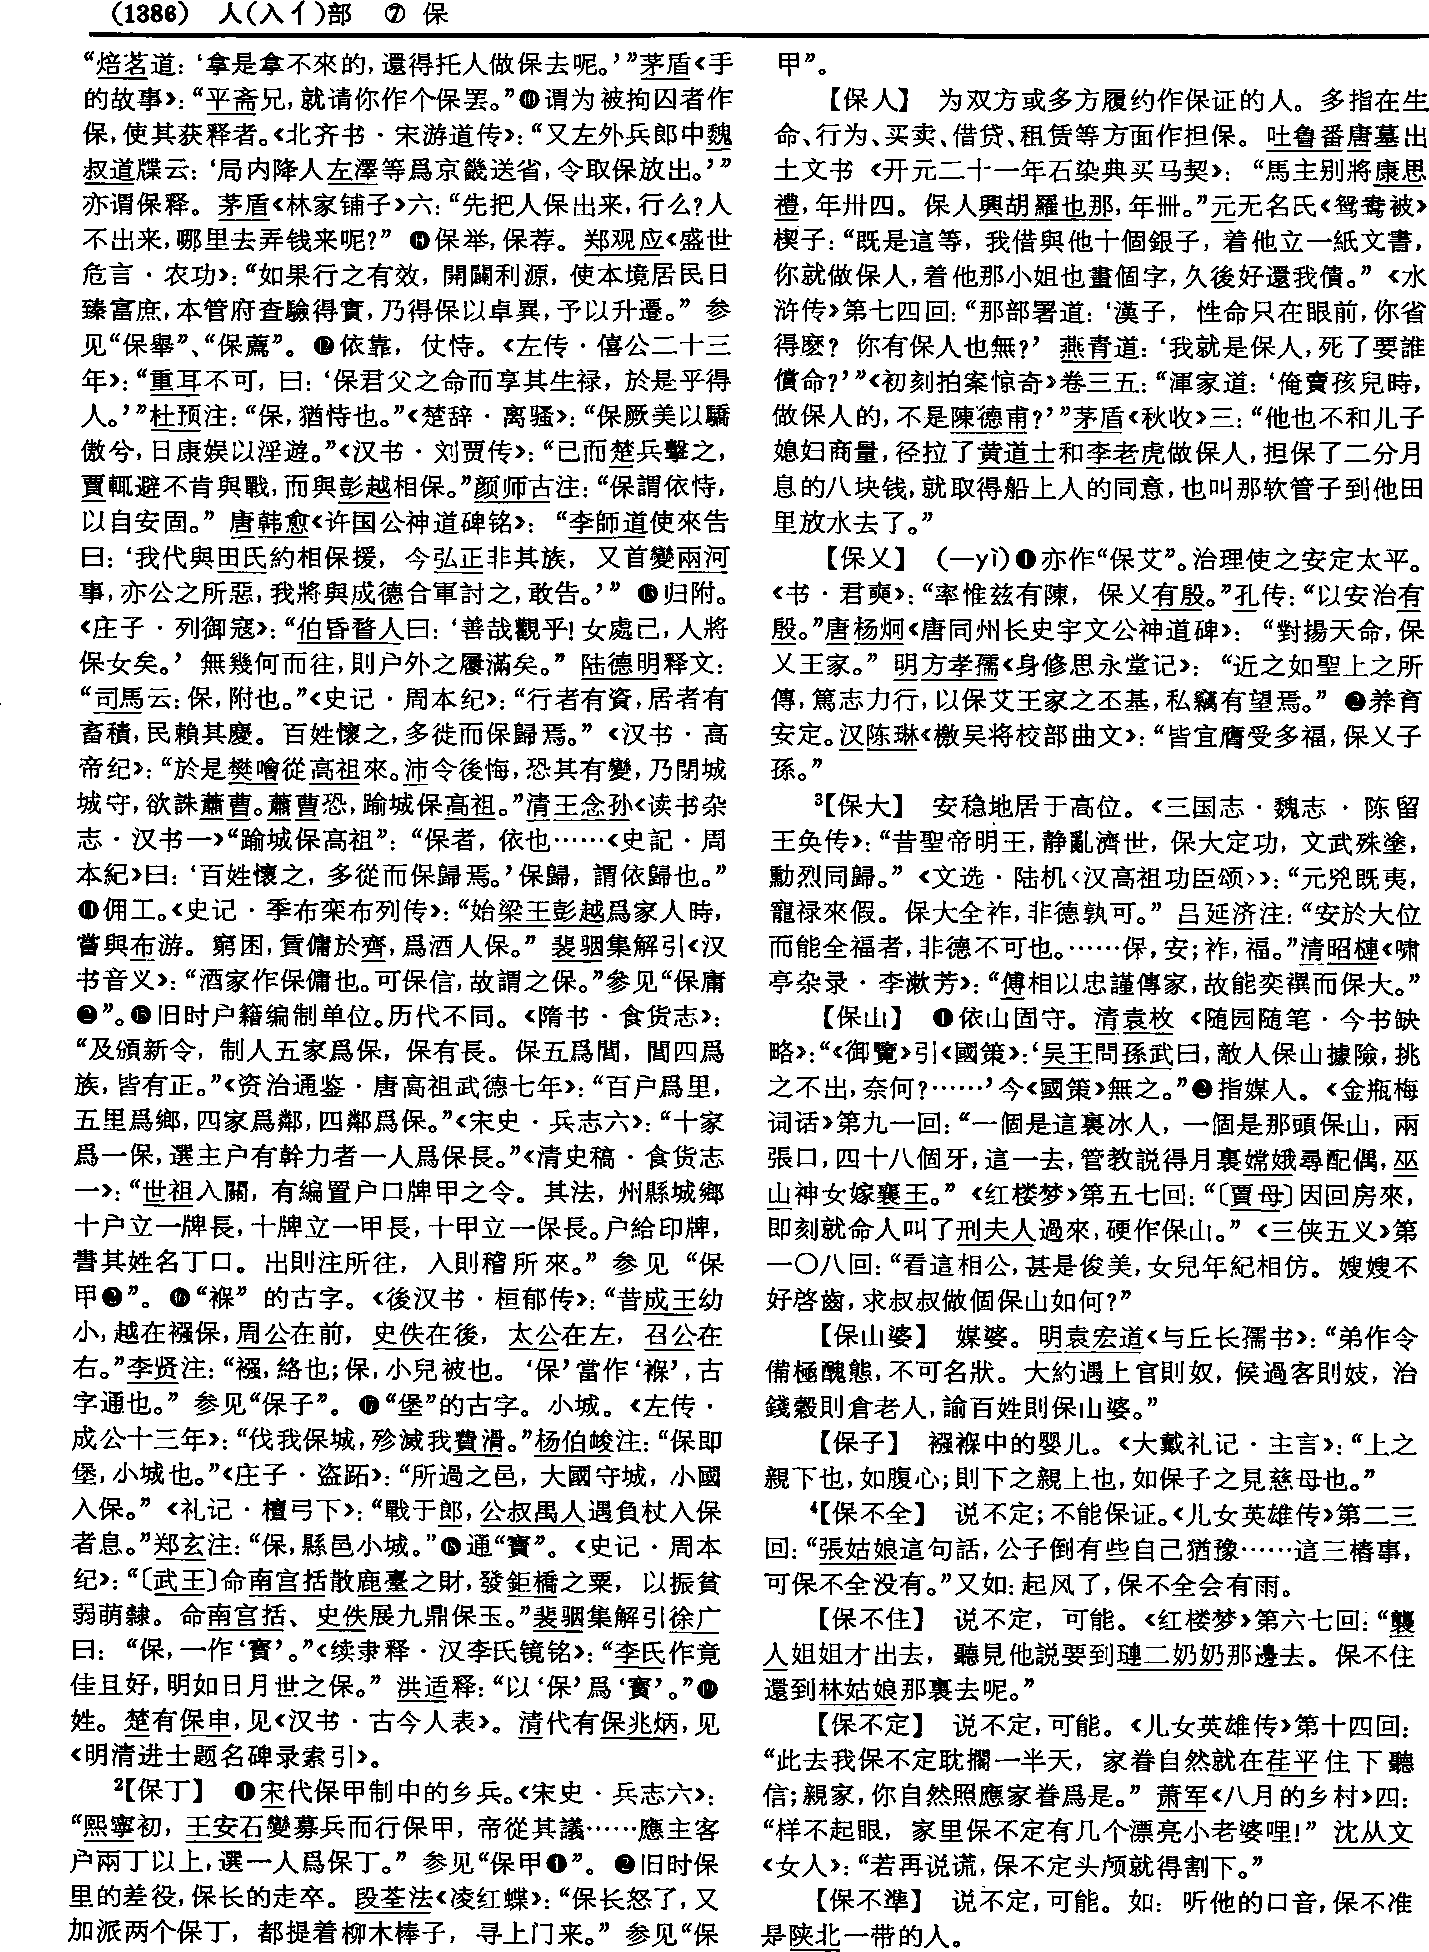 (1386) 人(入亻)部 ⑦ 保
“焙茗道:‘拿是拿不來的,還得托人做保去呢。’”茅盾《手
的故事》:“平斋兄,就请你作个保罢。”❿谓为被拘囚者作
保,使其获释者。《北齐书·宋游道传》:“又左外兵郎中魏
叔道牒云:‘局内降人左澤等爲京畿送省,令取保放出。’”
亦谓保释。茅盾《林家铺子》六:“先把人保出来,行么?人
不出来,哪里去弄钱来呢?”⓫保举,保荐。郑观应《盛世
危言·农功》:“如果行之有效,開闢利源,使本境居民日
臻富庶,本管府查驗得實,乃得保以卓異,予以升遷。”参
见“保舉”、“保薦”。⓬依靠,仗恃。《左传·僖公二十三
年》:“重耳不可,曰:‘保君父之命而享其生禄,於是乎得
人。’”杜预注:“保,猶恃也。”《楚辞·离骚》:“保厥美以驕
傲兮,日康娱以淫遊。”《汉书·刘贾传》:“已而楚兵擊之,
賈輒避不肯與戰,而與彭越相保。”颜师古注:“保謂依恃,
以自安固。”唐韩愈《许国公神道碑铭》:“李師道使來告
曰:‘我代與田氏約相保援,今弘正非其族,又首變兩河
事,亦公之所惡,我將與成德合軍討之,敢告。’”⓭归附。
《庄子·列御寇》:“伯昏瞀人曰:‘善哉觀乎!女處已,人將
保女矣。’無幾何而往,則户外之屨滿矣。”陆德明释文:
“司馬云:保,附也。”《史记·周本纪》:“行者有資,居者有
畜積,民賴其慶。百姓懷之,多徙而保歸焉。”《汉书·高
帝纪》:“於是樊噲從高祖來。沛令後悔,恐其有變,乃閉城
城守,欲誅蕭曹。蕭曹恐,踰城保高祖。”清王念孙《读书杂
志·汉书一》“踰城保高祖”:“保者,依也……《史記·周
本紀》曰:‘百姓懷之,多從而保歸焉。’保歸,謂依歸也。”
⓮佣工。《史记·季布栾布列传》:“始梁王彭越爲家人時,
嘗與布游。窮困,賃傭於齊,爲酒人保。”裴骃集解引《汉
书音义》:“酒家作保傭也。可保信,故謂之保。”参见“保庸
❷”。⓯旧时户籍编制单位。历代不同。《隋书·食货志》:
“及頒新令,制人五家爲保,保有長。保五爲閭,閭四爲
族,皆有正。”《资治通鉴·唐高祖武德七年》:“百户爲里,
五里爲鄉,四家爲鄰,四鄰爲保。”《宋史·兵志六》:“十家
爲一保,選主户有幹力者一人爲保長。”《清史稿·食货志
一》:“世祖入關,有編置户口牌甲之令。其法,州縣城鄉
十户立一牌長,十牌立一甲長,十甲立一保長。户給印牌,
書其姓名丁口。出則注所往,入則稽所來。”参见“保
甲❷”。⓰“褓”的古字。《後汉书·桓郁传》:“昔成王幼
小,越在襁保,周公在前,史佚在後,太公在左,召公在
右。”李贤注:“襁,絡也;保,小兒被也。‘保’當作‘褓’,古
字通也。”参见“保子”。⓱“堡”的古字。小城。《左传·
成公十三年》:“伐我保城,殄滅我費滑。”杨伯峻注:“保即
堡,小城也。”《庄子·盗跖》:“所過之邑,大國守城,小國
入保。”《礼记·檀弓下》:“戰于郎,公叔禺人遇負杖入保
者息。”郑玄注:“保,縣邑小城。”⓲通“寶”。《史记·周本
纪》:“〔武王〕命南宫括散鹿臺之財,發鉅橋之粟,以振貧
弱萌隸。命南宫括、史佚展九鼎保玉。”裴骃集解引徐广
曰:“保,一作‘寶’。”《续隶释·汉李氏镜铭》:“李氏作竟
佳且好,明如日月世之保。”洪适释:“以‘保’爲‘寶’。”⓳
姓。楚有保申,见《汉书·古今人表》。清代有保兆炳,见
《明清进士题名碑录索引》。
²【保丁】 ❶宋代保甲制中的乡兵。《宋史·兵志六》:
“熙寧初,王安石變募兵而行保甲,帝從其議……應主客
户兩丁以上,選一人爲保丁。”参见“保甲❶”。❷旧时保
里的差役,保长的走卒。段荃法《凌红蝶》:“保长怒了,又
加派两个保丁,都提着柳木棒子,寻上门来。”参见“保
甲”。
【保人】 为双方或多方履约作保证的人。多指在生
命、行为、买卖、借贷、租赁等方面作担保。吐鲁番唐墓出
土文书《开元二十一年石染典买马契》:“馬主别將康思
禮,年卅四。保人興胡羅也那,年卌。”元无名氏《鸳鸯被》
楔子:“既是這等,我借與他十個銀子,着他立一紙文書,
你就做保人,着他那小姐也畫個字,久後好還我債。”《水
浒传》第七四回:“那部署道:‘漢子,性命只在眼前,你省
得麽?你有保人也無?’燕青道:‘我就是保人,死了要誰
償命?’”《初刻拍案惊奇》卷三五:“渾家道:‘俺賣孩兒時,
做保人的,不是陳德甫?’”茅盾《秋收》三:“他也不和儿子
媳妇商量,径拉了黄道士和李老虎做保人,担保了二分月
息的八块钱,就取得船上人的同意,也叫那软管子到他田
里放水去了。”
【保乂】 (—yì)❶亦作“保艾”。治理使之安定太平。
《书·君奭》:“率惟兹有陳,保乂有殷。”孔传:“以安治有
殷。”唐杨炯《唐同州长史宇文公神道碑》:“對揚天命,保
乂王家。”明方孝孺《身修思永堂记》:“近之如聖上之所
傳,篤志力行,以保艾王家之丕基,私竊有望焉。”❷养育
安定。汉陈琳《檄吴将校部曲文》:“皆宜膺受多福,保乂子
孫。”
³【保大】 安稳地居于高位。《三国志·魏志·陈留
王奂传》:“昔聖帝明王,静亂濟世,保大定功,文武殊塗,
勳烈同歸。”《文选·陆机〈汉高祖功臣颂〉》:“元兇既夷,
寵禄來假。保大全祚,非德孰可。”吕延济注:“安於大位
而能全福者,非德不可也。……保,安;祚,福。”清昭槤《啸
亭杂录·李漱芳》:“傅相以忠謹傳家,故能奕禩而保大。”
【保山】 ❶依山固守。清袁枚《随园随笔·今书缺
略》:“《御覽》引《國策》:‘吴王問孫武曰,敵人保山據險,挑
之不出,奈何?……’今《國策》無之。”❷指媒人。《金瓶梅
词话》第九一回:“一個是這裏冰人,一個是那頭保山,兩
張口,四十八個牙,這一去,管教説得月裏嫦娥尋配偶,巫
山神女嫁襄王。”《红楼梦》第五七回:“〔賈母〕因回房來,
即刻就命人叫了刑夫人過來,硬作保山。”《三侠五义》第
一〇八回:“看這相公,甚是俊美,女兒年紀相仿。嫂嫂不
好啓齒,求叔叔做個保山如何?”
【保山婆】 媒婆。明袁宏道《与丘长孺书》:“弟作令
備極醜態,不可名狀。大約遇上官則奴,候過客則妓,治
錢穀則倉老人,諭百姓則保山婆。”
【保子】 襁褓中的婴儿。《大戴礼记·主言》:“上之
親下也,如腹心;則下之親上也,如保子之見慈母也。”
⁴【保不全】 说不定;不能保证。《儿女英雄传》第二三
回:“張姑娘這句話,公子倒有些自己猶豫……這三樁事,
可保不全没有。”又如:起风了,保不全会有雨。
【保不住】 说不定,可能。《红楼梦》第六七回:“襲
人姐姐才出去,聽見他説要到璉二奶奶那邊去。保不住
還到林姑娘那裏去呢。”
【保不定】 说不定,可能。《儿女英雄传》第十四回:
“此去我保不定耽擱一半天,家眷自然就在茌平住下聽
信;親家,你自然照應家眷爲是。”萧军《八月的乡村》四:
“样不起眼,家里保不定有几个漂亮小老婆哩!”沈从文
《女人》:“若再说谎,保不定头颅就得割下。”
【保不準】 说不定,可能。如:听他的口音,保不准
是陕北一带的人。